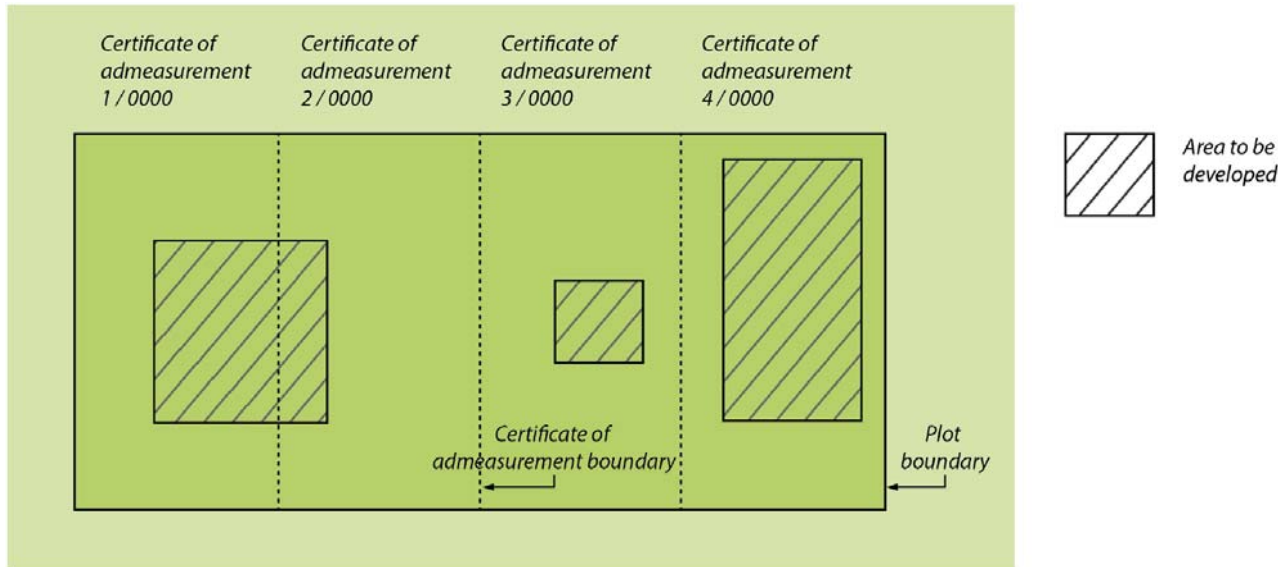 Certificate of
admeasurement
1 / 0000
Certificate of
admeasurement
2 / 0000
Certificate of
admeasurement
3 / 0000
Certificate of
admeasurement
4 / 0000
Area to be
developed
Certificate of
admeasurement boundary
Plot
boundary